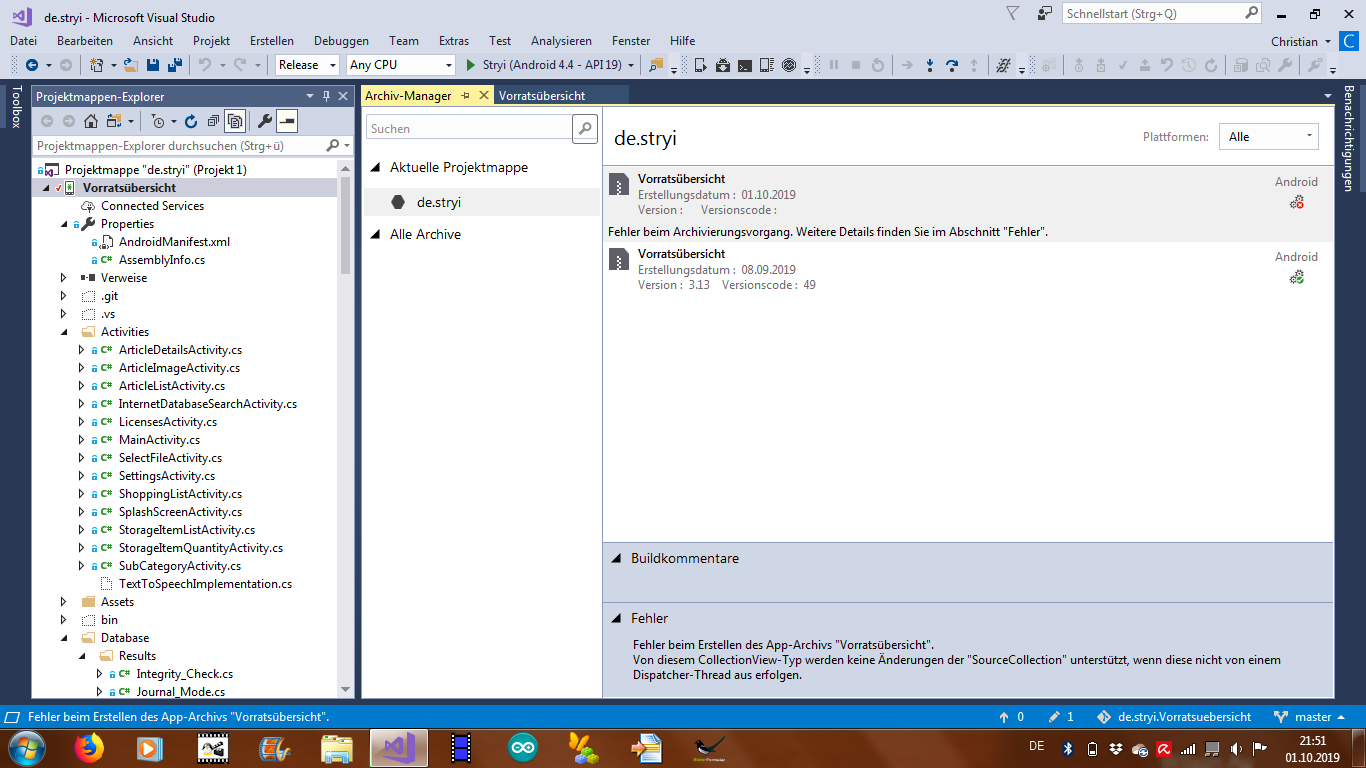 de.stryi - Microsoft Visual Studio
Schnellstart (Strg+Q)
Datei Bearbeiten Ansicht Projekt Erstellen Debuggen Team Extras Test Analysieren Fenster Hilfe
Christian
C
Release
Any CPU
Stryi (Android 4.4 - API 19)
Toolbox
Projektmappen-Explorer
Projektmappen-Explorer durchsuchen (Strg+ü)
Projektmappe "de.stryi" (Projekt 1)
Vorratsübersicht
Connected Services
Properties
AndroidManifest.xml
C# AssemblyInfo.cs
Verweise
.git
.vs
Activities
C# ArticleDetailsActivity.cs
C# ArticleImageActivity.cs
C# ArticleListActivity.cs
C# InternetDatabaseSearchActivity.cs
C# LicensesActivity.cs
C# MainActivity.cs
C# SelectFileActivity.cs
C# SettingsActivity.cs
C# ShoppingListActivity.cs
C# SplashScreenActivity.cs
C# StorageItemListActivity.cs
C# StorageItemQuantityActivity.cs
C# SubCategoryActivity.cs
TextToSpeechImplementation.cs
Assets
bin
Database
Results
C# Integrity_Check.cs
C# Journal_Mode.cs
Archiv-Manager
Vorratsübersicht
Suchen
Aktuelle Projektmappe
de.stryi
Alle Archive
de.stryi
Plattformen: Alle
Vorratsübersicht
Android
Erstellungsdatum : 01.10.2019
Version : Versionscode :
Fehler beim Archivierungsvorgang. Weitere Details finden Sie im Abschnitt "Fehler".
Vorratsübersicht
Android
Erstellungsdatum : 08.09.2019
Version : 3.13 Versionscode : 49
Buildkommentare
Fehler
Fehler beim Erstellen des App-Archivs "Vorratsübersicht".
Von diesem CollectionView-Typ werden keine Änderungen der "SourceCollection" unterstützt, wenn diese nicht von einem
Dispatcher-Thread aus erfolgen.
Benachrichtigungen
Fehler beim Erstellen des App-Archivs "Vorratsübersicht".
0
1
de.stryi.Vorratsuebersicht
master
DE
21:51
01.10.2019